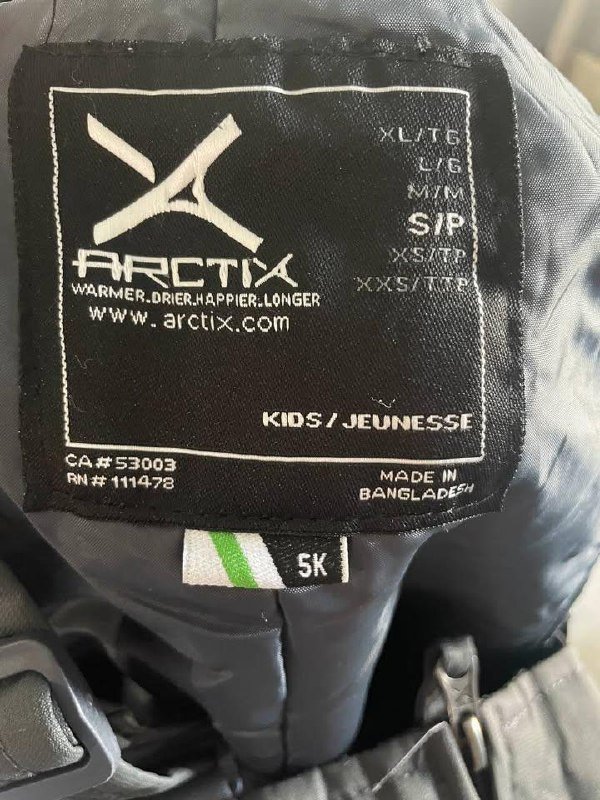 XL/TG
L/G
M/M
S/P
XS/TP
XXS/TTP
ARCTIX
WARMER.DRIER.HAPPIER.LONGER
www.arctix.com
KIDS/JEUNESSE
CA# 53003
RN# 111478
MADE IN
BANGLADESH
5K